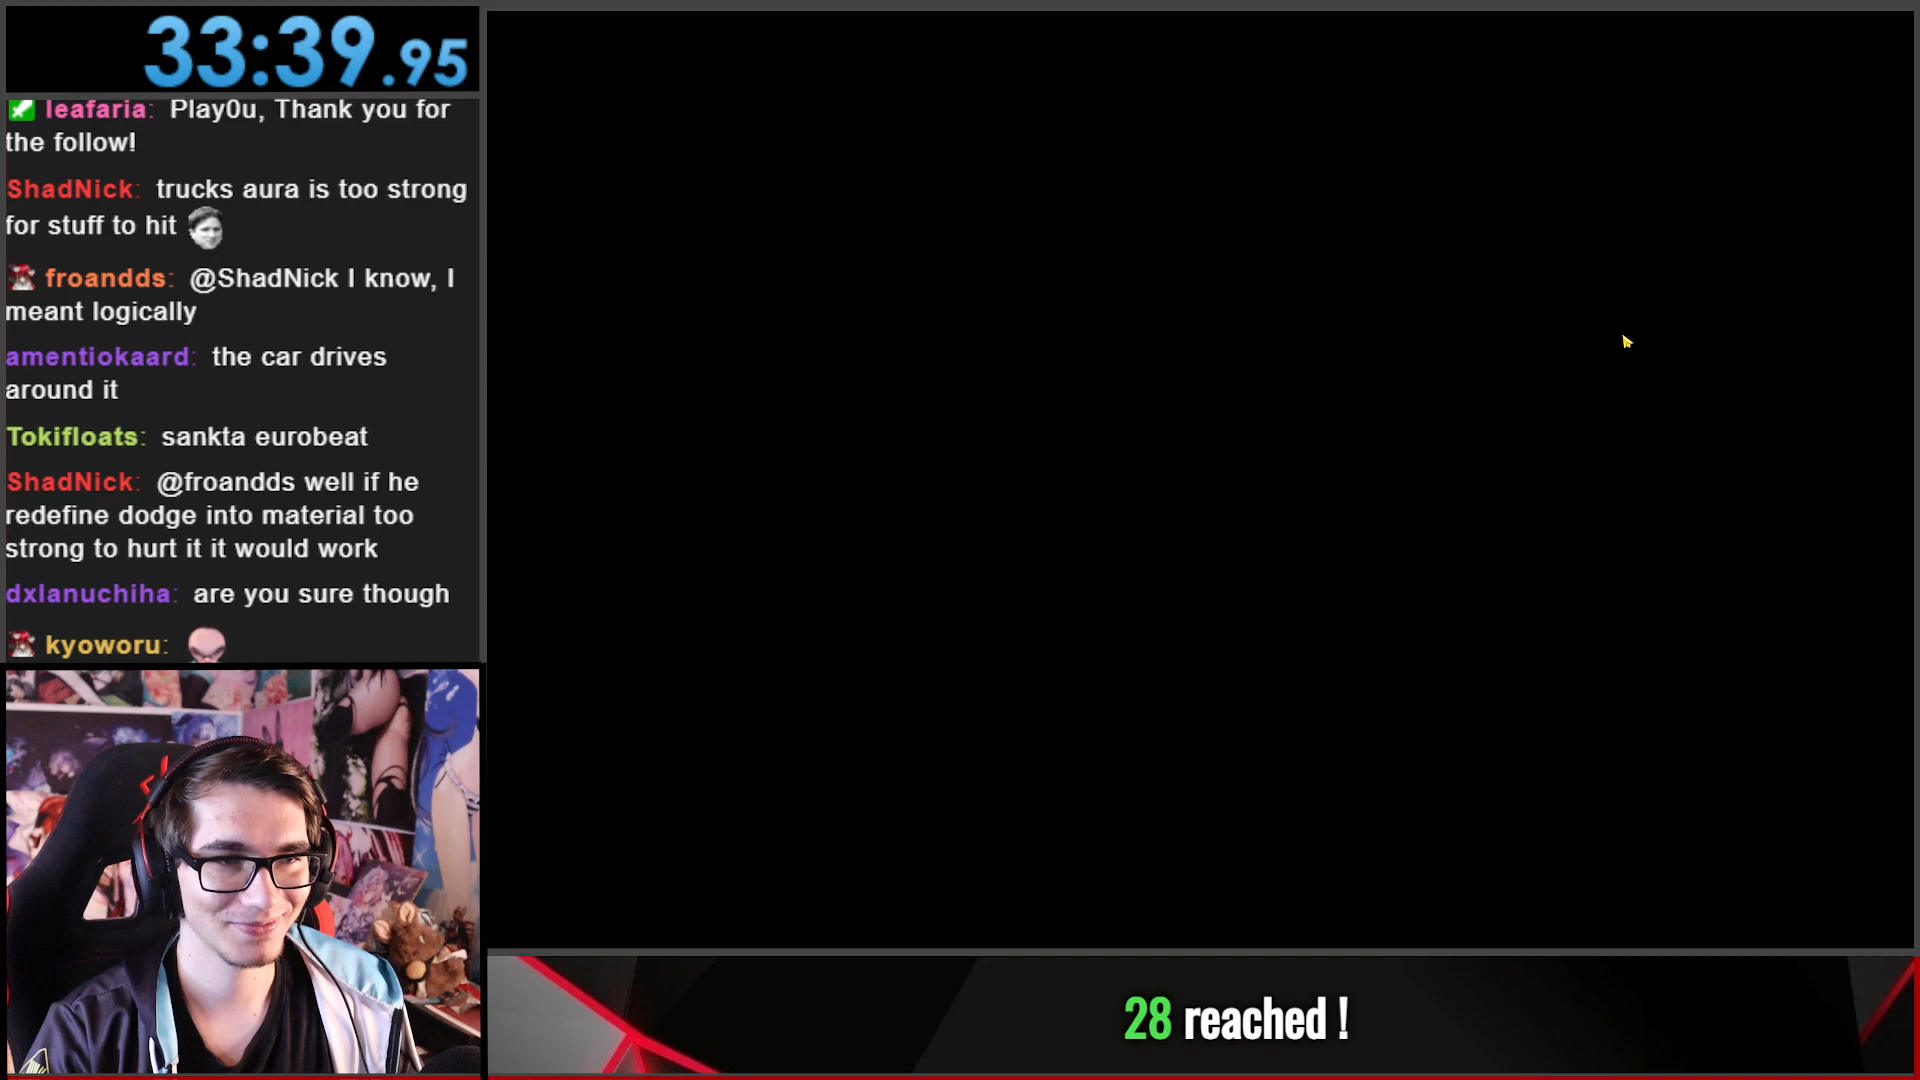 33:39.95
leafaria: Play0u, Thank you for
the follow!
ShadNick: trucks aura is too strong
for stuff to hit
froandds: @ShadNick I know, I
meant logically
amentiokaard: the car drives
around it
Tokifloats: sankta eurobeat
ShadNick: @froandds well if he
redefine dodge into material too
strong to hurt it it would work
dxlanuchiha: are you sure though
kyoworu:
28 reached !